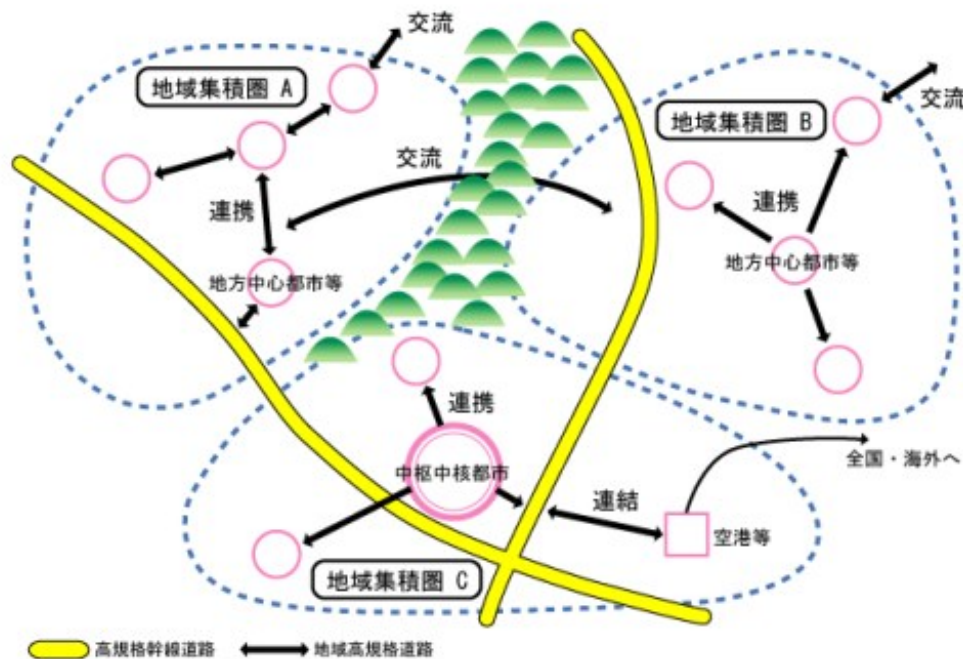 交流
地域集積圏 A
交流
地域集積圏 B
交流
連携
連携
地方中心都市等
地方中心都市等
連携
全国・海外へ
中枢中核都市
連結
空港等
地域集積圏 C
高規格幹線道路
地域高規格道路